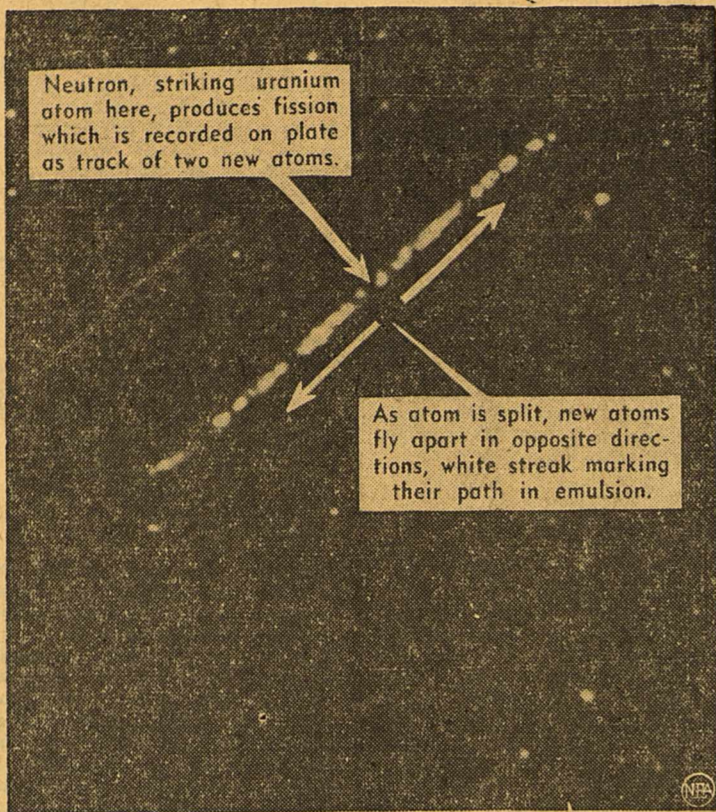 Neutron, striking uranium
atom here, produces fission
which is recorded on plate
as track of two new atoms.
As atom is split, new atoms
fly apart in opposite direc-
tions, white streak marking
their path in emulsion.
NEA